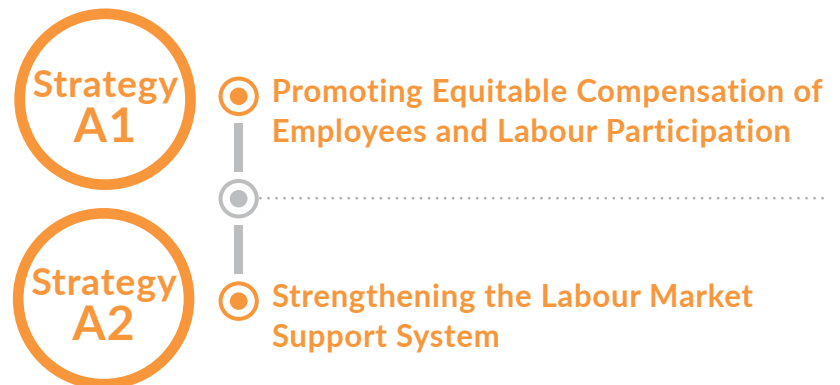 Strategy
A1
Promoting Equitable Compensation of
Employees and Labour Participation
Strategy
A2
Strengthening the Labour Market
Support System